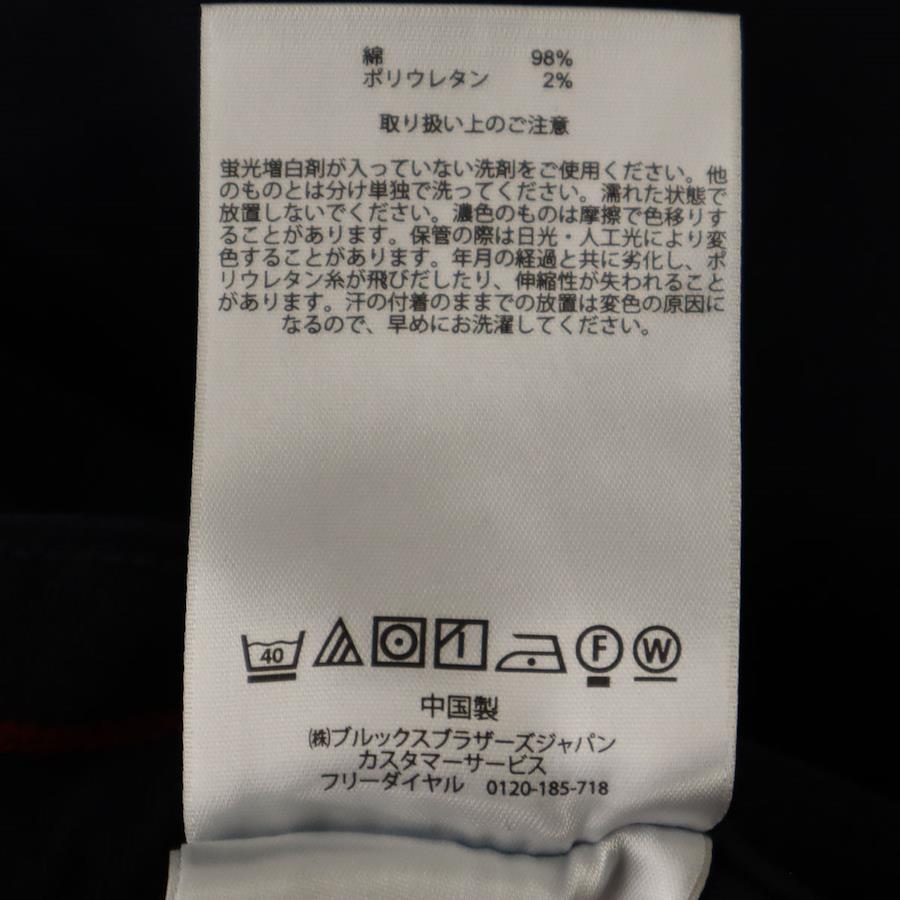 綿 98%
ポリウレタン 2%
取り扱い上のご注意
蛍光増白剤が入っていない洗剤をご使用ください。他
のものとは分け単独で洗ってください。濡れた状態で
放置しないでください。濃色のものは摩擦で色移りす
ることがあります。保管の際は日光・人工光により変
色することがあります。年月の経過と共に劣化し、ポ
リウレタン糸が飛びだしたり、伸縮性が失われること
があります。汗の付着のままでの放置は変色の原因に
なるので、早めにお洗濯してください。
40 F W
中国製
㈱ブルックスブラザーズジャパン
カスタマーサービス
フリーダイヤル 0120-185-718